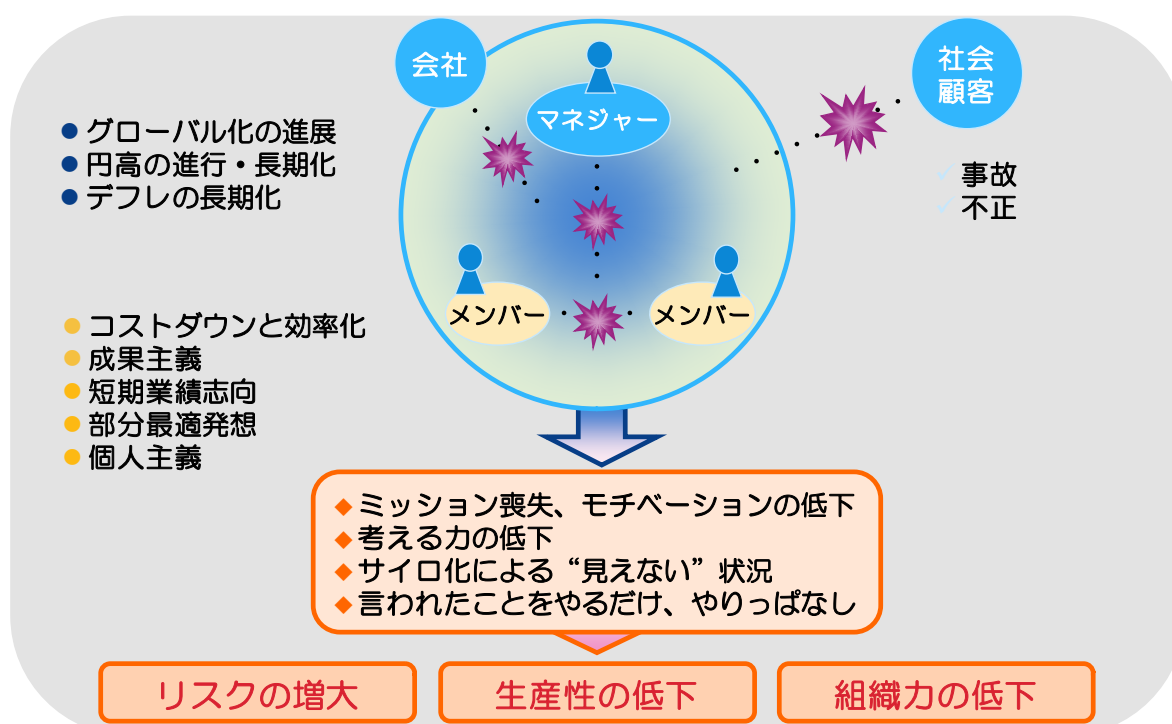 会社
マネジャー
社会
顧客
グローバル化の進展
円高の進行・長期化
デフレの長期化
事故
不正
メンバー
メンバー
コストダウンと効率化
成果主義
短期業績志向
部分最適発想
個人主義
ミッション喪失、モチベーションの低下
考える力の低下
サイロ化による“見えない”状況
言われたことをやるだけ、やりっぱなし
リスクの増大
生産性の低下
組織力の低下